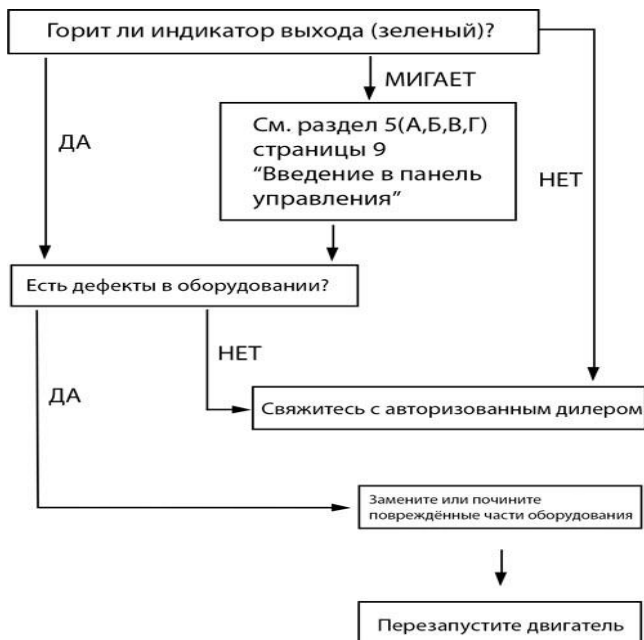 Горит ли индикатор выхода (зеленый)?
МИГАЕТ
ДА
См. раздел 5(А,Б,В,Г)
страницы 9
“Введение в панель
управления”
НЕТ
Есть дефекты в оборудовании?
НЕТ
ДА
Свяжитесь с авторизованным дилером
Замените или почините
повреждённые части оборудования
Перезапустите двигатель